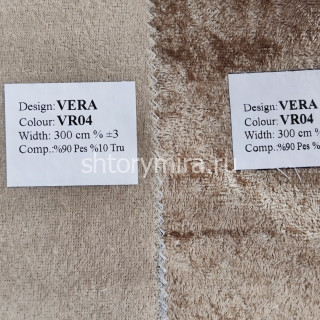 Design: VERA
Colour: VR04
Width: 300 cm % ±3
Comp.:%90 Pes %10 Tru
Design: VERA
Colour: VR04
Width: 300 cm %
Comp.:%90 Pes %
shtorymira.ru